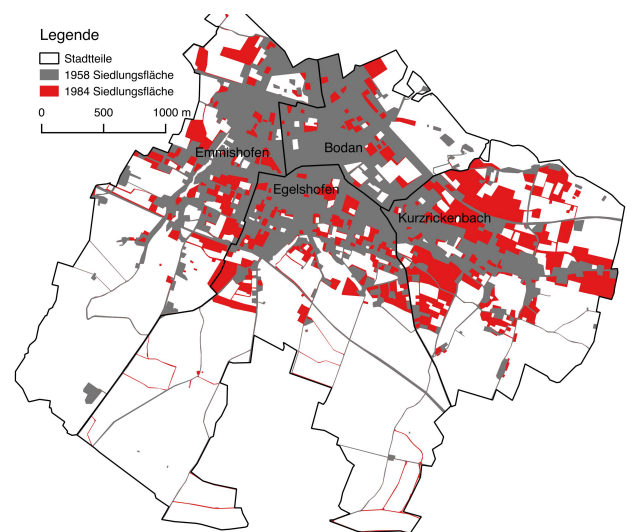 Legende
Stadtteile
1958 Siedlungsfläche
1984 Siedlungsfläche
0 500 1000 m
Emmishofen
Bodan
Egelshofen
Kurzrickenbach